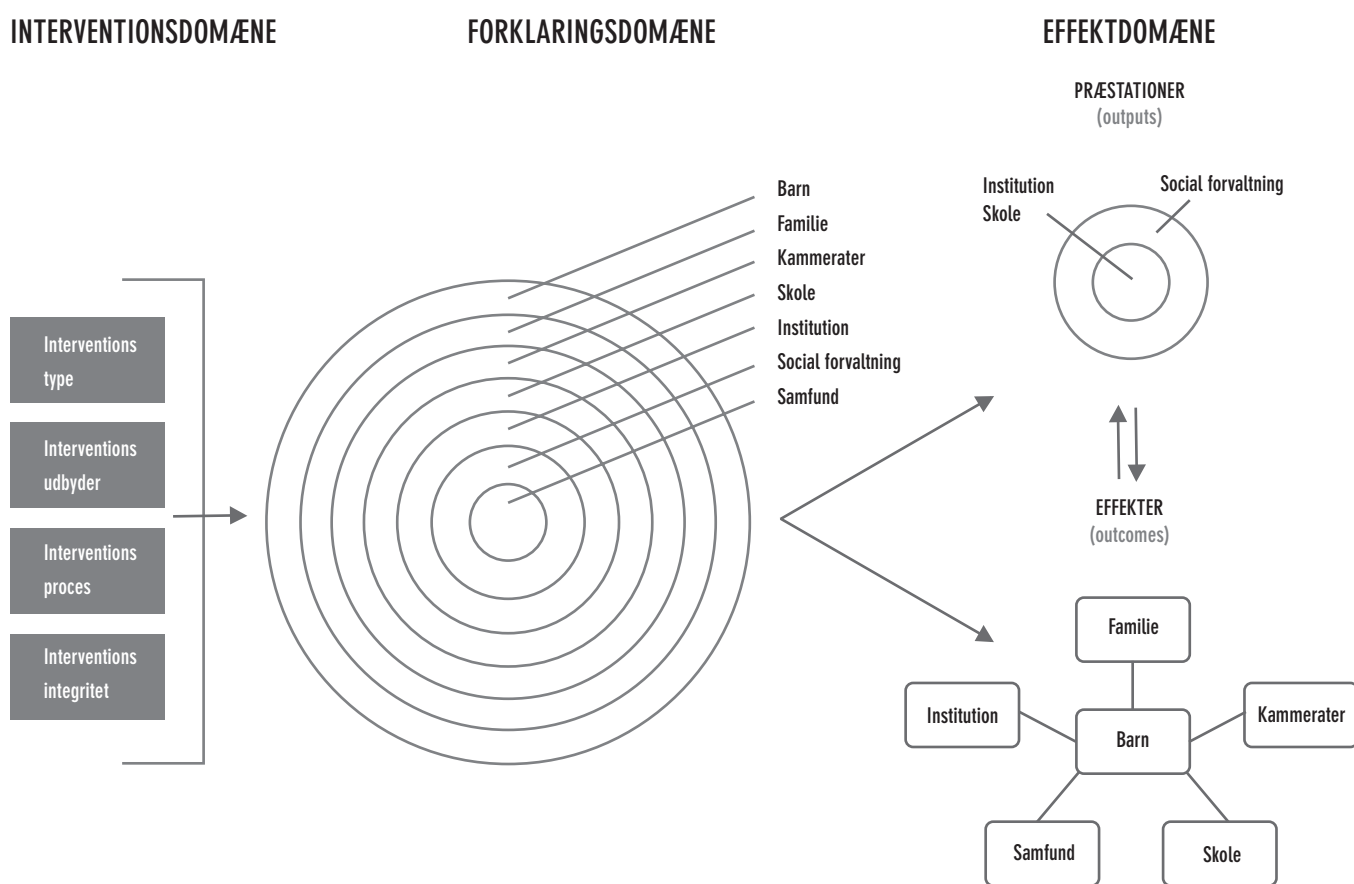 INTERVENTIONSDOMÆNE
FORKLARINGSDOMÆNE
EFFEKTDOMÆNE
PRÆSTATIONER
(outputs)
Institution
Skole
Social forvaltning
Barn
Familie
Kammerater
Skole
Institution
Social forvaltning
Samfund
Interventions
type
Interventions
udbyder
Interventions
proces
Interventions
integritet
EFFEKTER
(outcomes)
Familie
Institution
Barn
Kammerater
Samfund
Skole